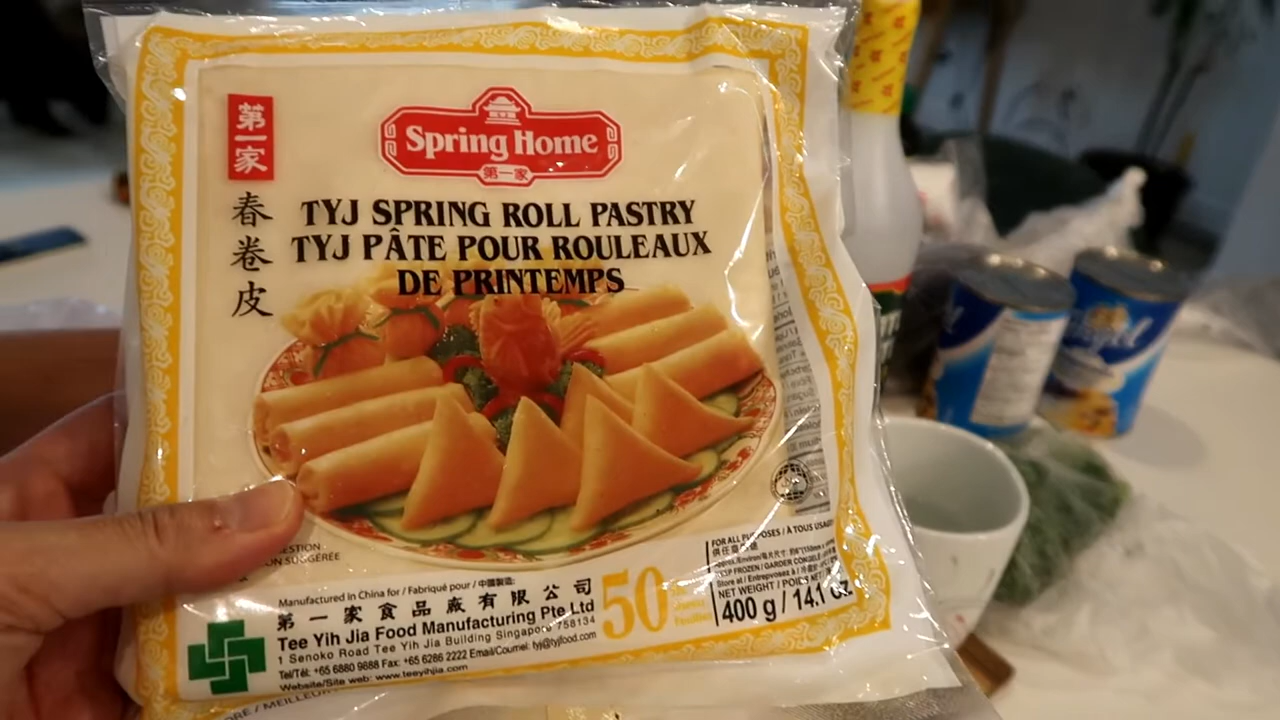 第一家
Spring Home
第一家
春卷皮
TYJ SPRING ROLL PASTRY
TYJ PÂTE POUR ROULEAUX
DE PRINTEMPS
Manufactured in China for / Fabriqué pour / 中國製造:
第一家食品廠有限公司
Tee Yih Jia Food Manufacturing Pte Ltd
1 Senoko Road Tee Yih Jia Building Singapore 758134
Tel/Tél: +65 6880 9888 Fax: +65 6286 2222 Email/Courriel: tyj@tyjfood.com
Website/Site web: www.teeyihjia.com
50
FOR ALL PURPOSES / À TOUS
NET WEIGHT / POIDS NET
400 g / 14.1 oz